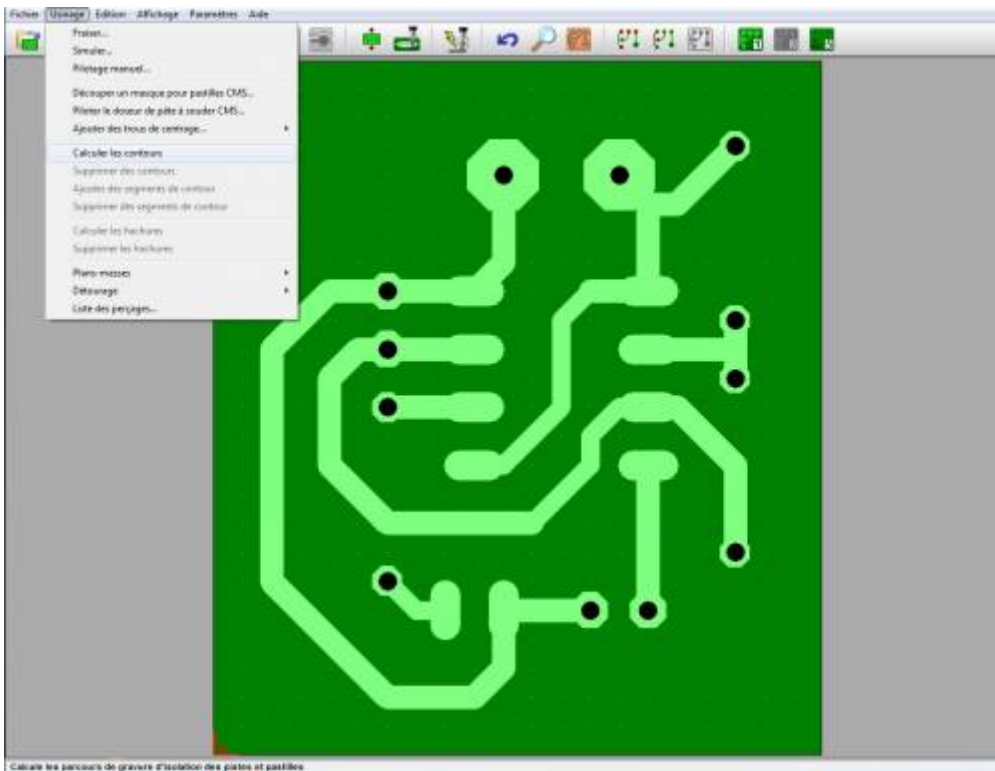 Fichier Usinage Edition Affichage Paramètres Aide
Fraiser...
Simuler...
Pilotage manuel...
Découper un masque pour pastilles CMS...
Piloter le doseur de pâte à souder CMS...
Ajouter des trous de centrage...
Calculer les contours
Supprimer des contours
Ajouter des segments de contour
Supprimer des segments de contour
Calculer les hachures
Supprimer les hachures
Plans-masses
Détourage
Liste des perçages...
Calcule les parcours de gravure d'isolation des pistes et pastilles